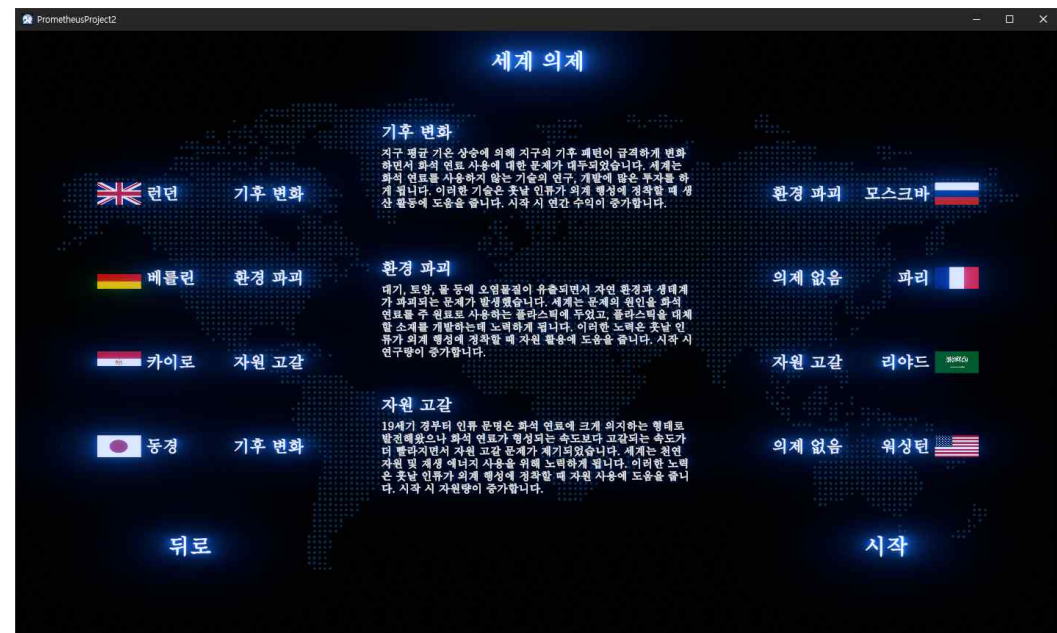 PrometheusProject2
세계 의제
기후 변화
지구 평균 기온 상승에 의해 지구의 기후 패턴이 급격하게 변화
하면서 화석 연료 사용에 대한 문제가 대두되었습니다. 세계는
화석 연료를 사용하지 않는 기술의 연구, 개발에 많은 투자를 하
게 됩니다. 이러한 기술은 훗날 인류가 외계 행성에 정착할 때 생
산 활동에 도움을 줍니다. 시작 시 연간 수익이 증가합니다.
런던 기후 변화
환경 파괴 모스크바
환경 파괴
대기, 토양, 물 등에 오염물질이 유출되면서 자연 환경과 생태계
가 파괴되는 문제가 발생했습니다. 세계는 문제의 원인을 화석
연료를 주 원료로 사용하는 플라스틱에 두었고, 플라스틱을 대체
할 소재를 개발하는데 노력하게 됩니다. 이러한 노력은 훗날 인
류가 외계 행성에 정착할 때 자원 활용에 도움을 줍니다. 시작 시
연구량이 증가합니다.
베를린 환경 파괴
의제 없음 파리
카이로 자원 고갈
자원 고갈 리야드
자원 고갈
19세기 경부터 인류 문명은 화석 연료에 크게 의지하는 형태로
발전해왔으나 화석 연료가 형성되는 속도보다 고갈되는 속도가
더 빨라지면서 자원 고갈 문제가 제기되었습니다. 세계는 천연
자원 및 재생 에너지 사용을 위해 노력하게 됩니다. 이러한 노력
은 훗날 인류가 외계 행성에 정착할 때 자원 사용에 도움을 줍니
다. 시작 시 자원량이 증가합니다.
동경 기후 변화
의제 없음 워싱턴
뒤로
시작